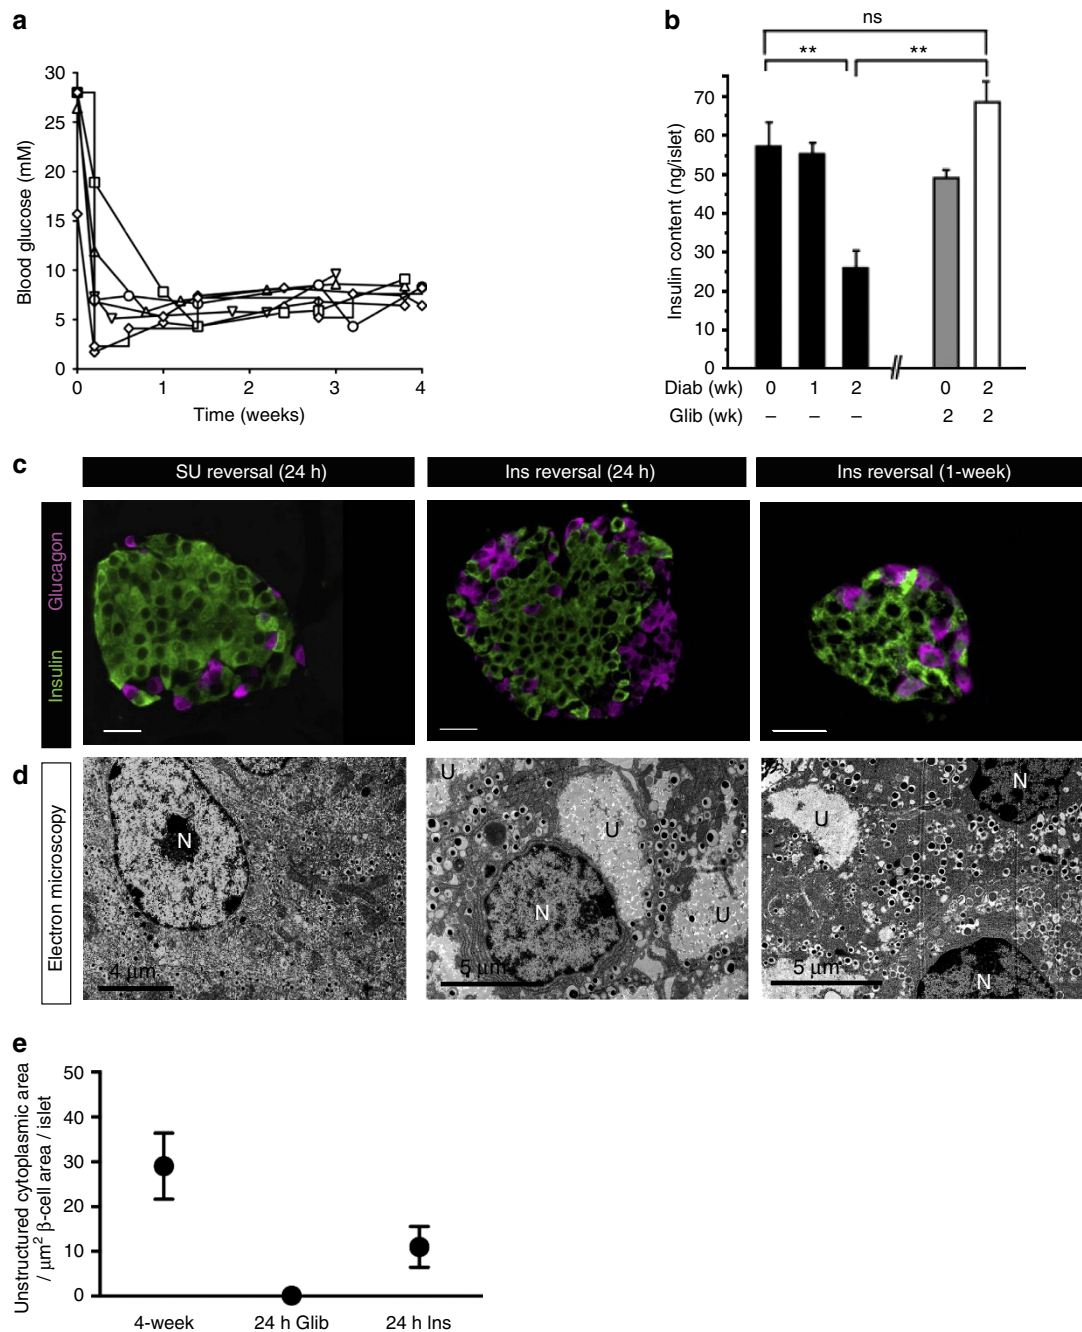 a
30
25
20
15
10
5
0
Blood glucose (mM)
0 1 2 3 4
Time (weeks)
b
ns
** **
70
60
50
40
30
20
10
0
Insulin content (ng/islet)
Diab (wk) 0 1 2 0 2
Glib (wk) – – – 2 2
c
SU reversal (24 h) Ins reversal (24 h) Ins reversal (1-week)
Insulin Glucagon
d
Electron microscopy
N
4 µm
U
U
U
N
5 µm
U
N
N
5 µm
e
50
40
30
20
10
0
Unstructured cytoplasmic area
/ µm² β-cell area / islet
4-week 24 h Glib 24 h Ins